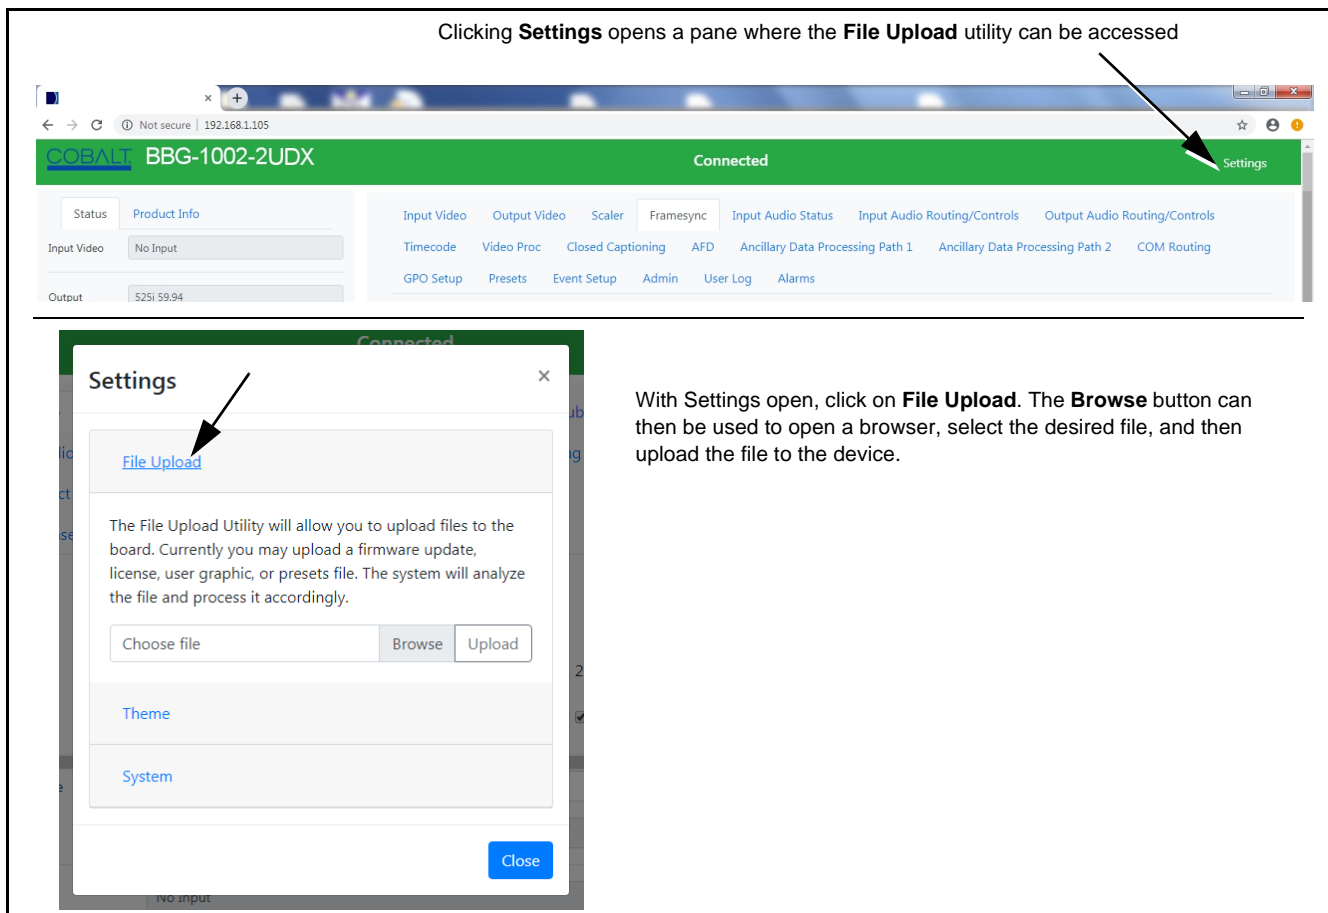 Clicking Settings opens a pane where the File Upload utility can be accessed
Not secure | 192.168.1.105
COBALT BBG-1002-2UDX
Connected
Settings
Status Product Info
Input Video No Input
Output 525i 59.94
Input Video Output Video Scaler Framesync Input Audio Status Input Audio Routing/Controls Output Audio Routing/Controls
Timecode Video Proc Closed Captioning AFD Ancillary Data Processing Path 1 Ancillary Data Processing Path 2 COM Routing
GPO Setup Presets Event Setup Admin User Log Alarms
Connected
Settings
File Upload
The File Upload Utility will allow you to upload files to the
board. Currently you may upload a firmware update,
license, user graphic, or presets file. The system will analyze
the file and process it accordingly.
Choose file Browse Upload
Theme
System
Close
No Input
With Settings open, click on File Upload. The Browse button can
then be used to open a browser, select the desired file, and then
upload the file to the device.